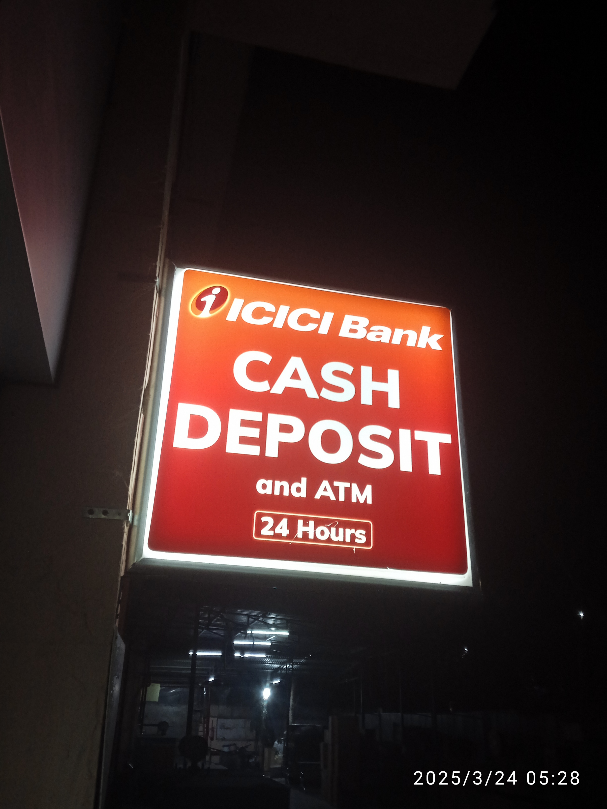 i ICICI Bank
CASH
DEPOSIT
and ATM
24 Hours
2025/3/24 05:28